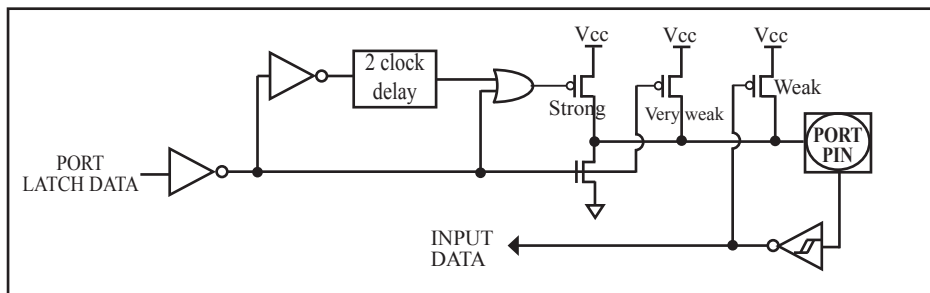 Vcc
Vcc
Vcc
2 clock
delay
Strong
Very weak
Weak
PORT
PIN
PORT
LATCH DATA
INPUT
DATA